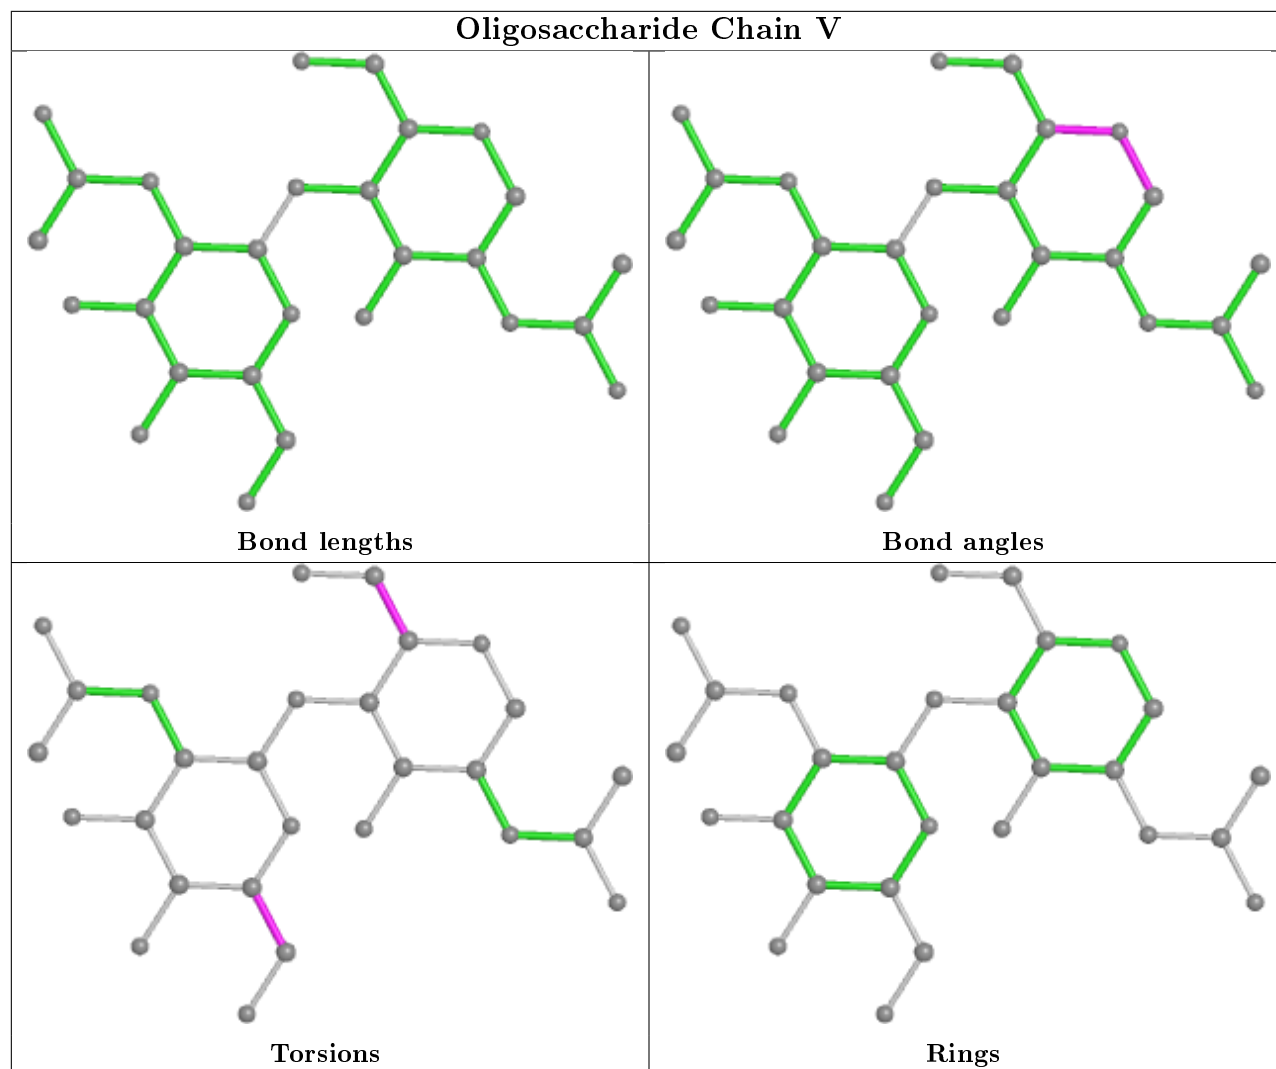 Oligosaccharide Chain V
Bond lengths
Bond angles
Torsions
Rings